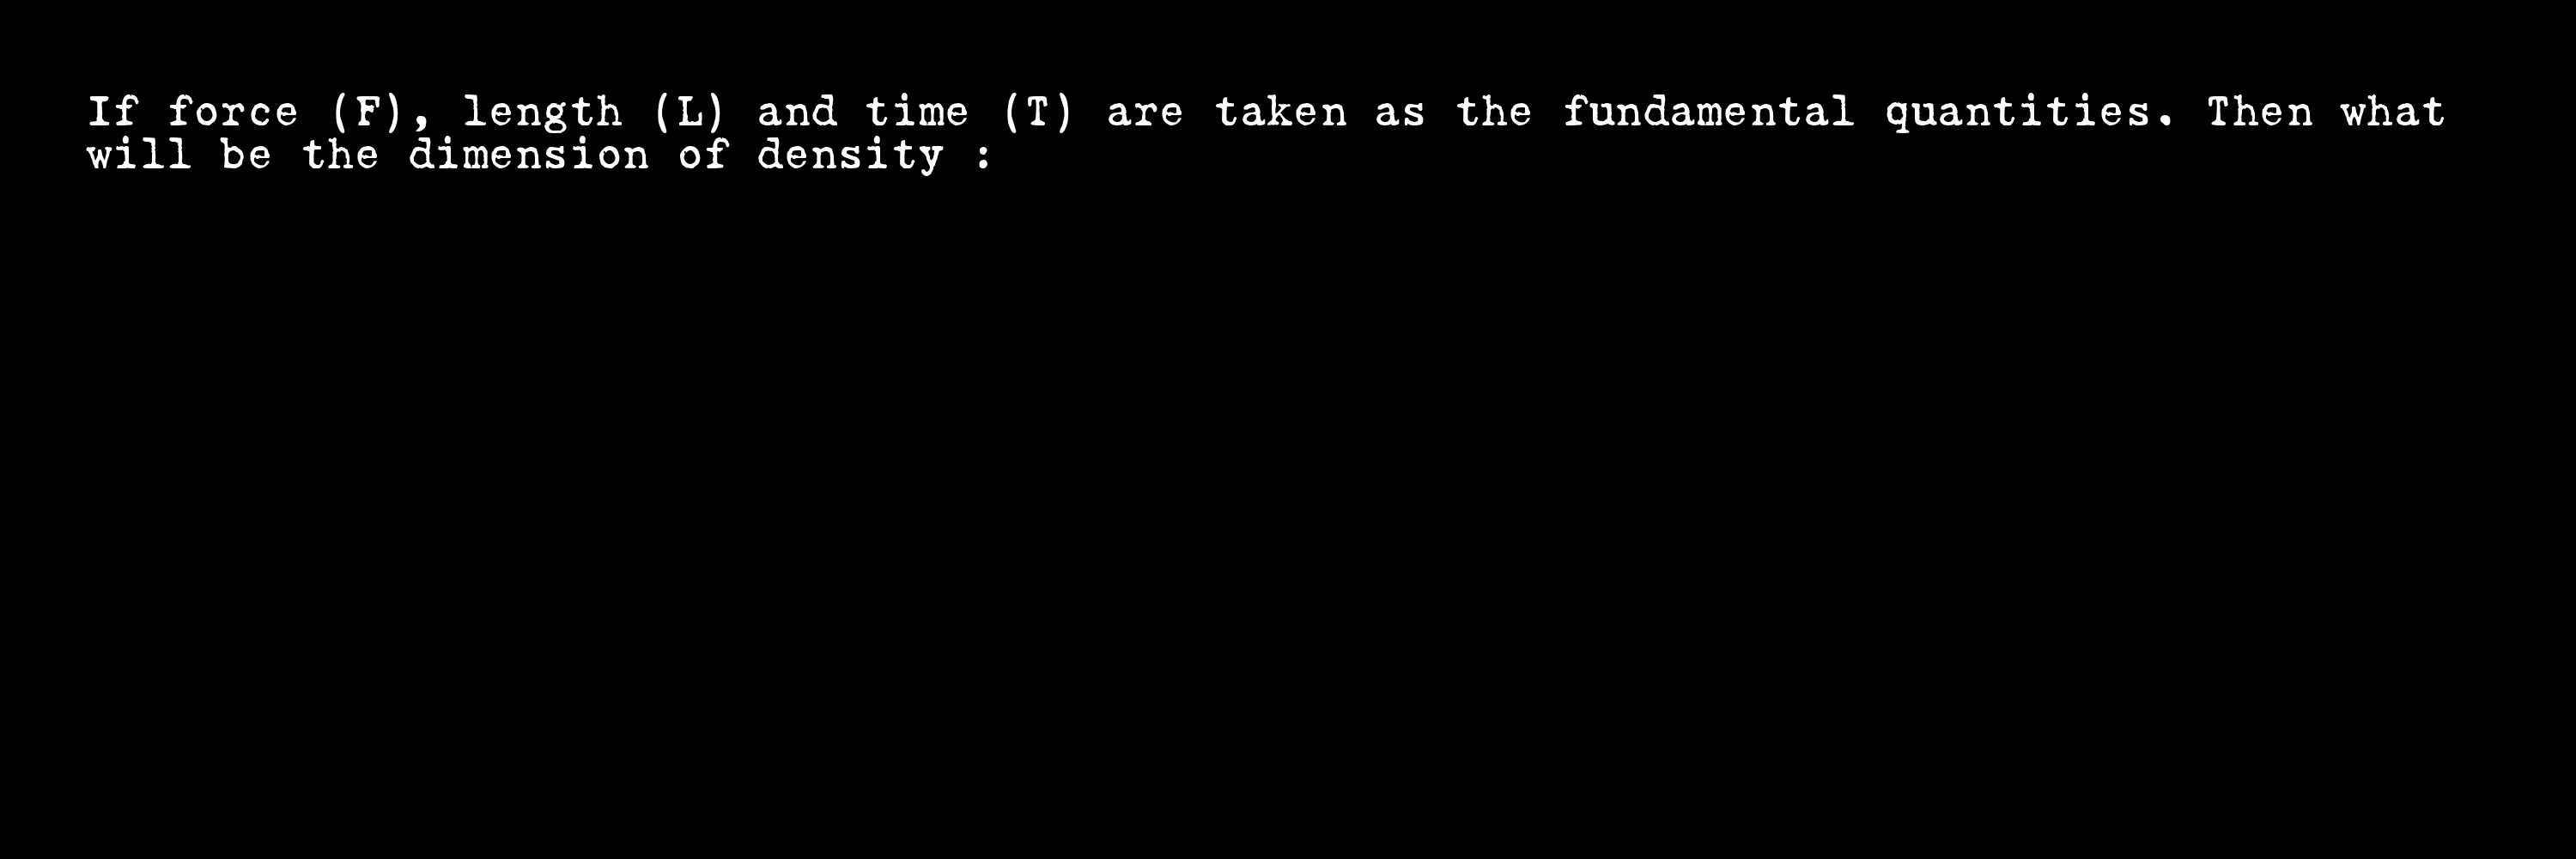 If force (F), length (L) and time (T) are taken as the fundamental quantities. Then what
will be the dimension of density :